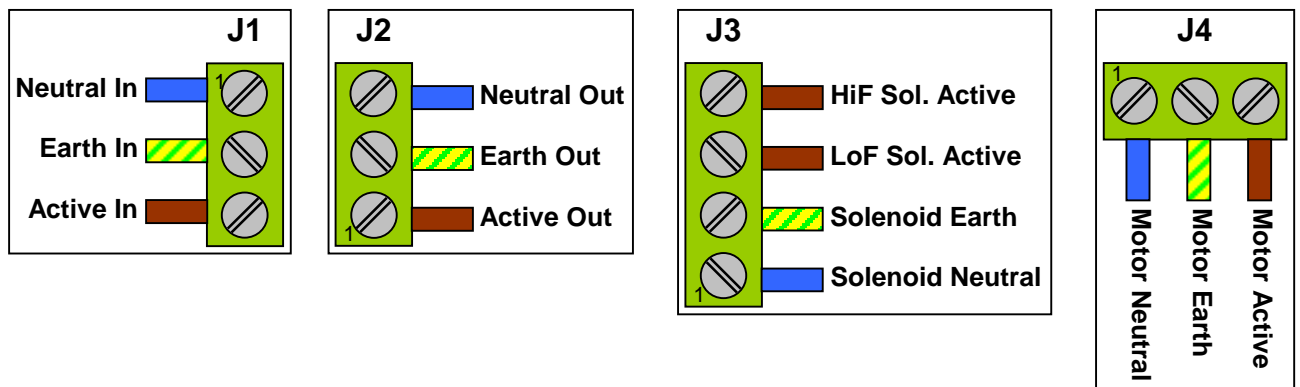 J1
1
Neutral In
Earth In
Active In
J2
Neutral Out
Earth Out
Active Out
1
J3
HiF Sol. Active
LoF Sol. Active
Solenoid Earth
Solenoid Neutral
1
J4
1
Motor Neutral
Motor Earth
Motor Active